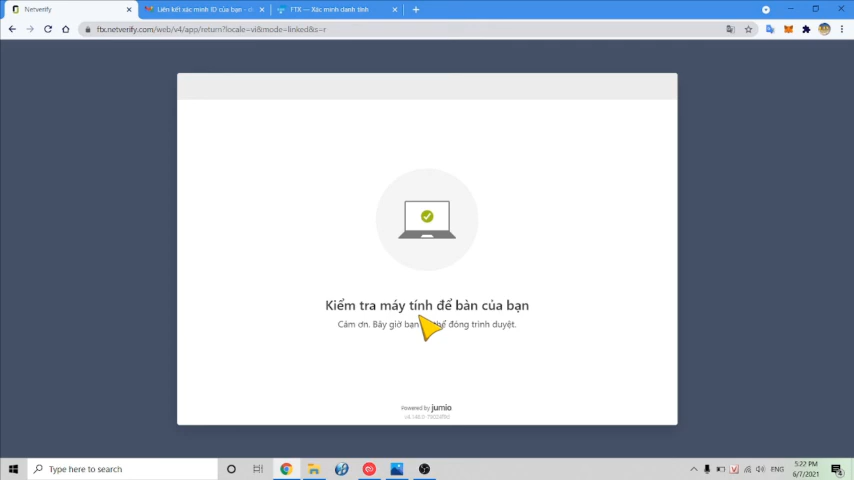 Netverify
Liên kết xác minh ID của bạn
FTX — Xác minh danh tính
ftx.netverify.com/web/v4/app/return?locale=vi&mode=linked&s=r
Kiểm tra máy tính để bàn của bạn
Cám ơn. Bây giờ bạn thể đóng trình duyệt.
Powered by jumio
Type here to search
ENG
5:22 PM
6/7/2021